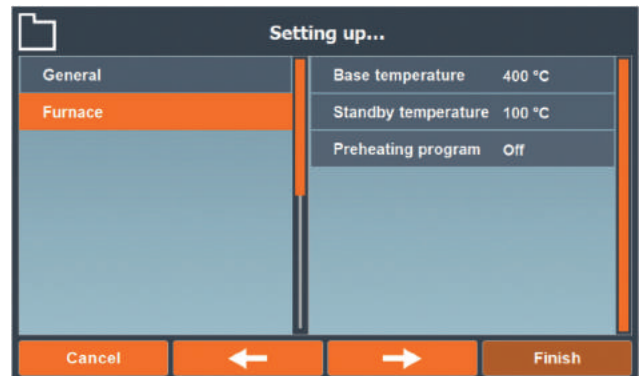 Setting up...
General
Furnace
Base temperature 400 °C
Standby temperature 100 °C
Preheating program Off
Cancel
Finish